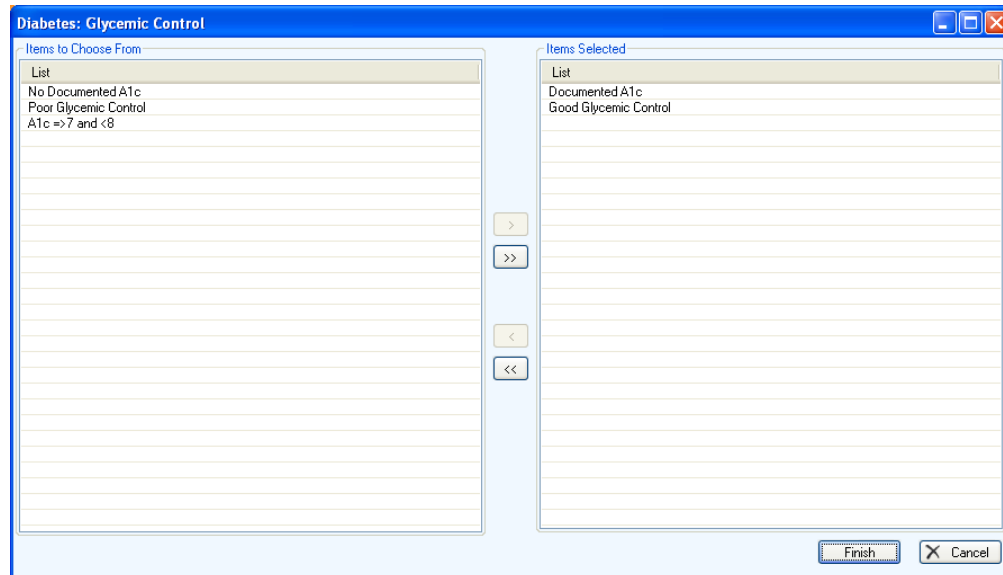 Diabetes: Glycemic Control
Items to Choose From
List
No Documented A1c
Poor Glycemic Control
A1c =>7 and <8
>
>>
<
<<
Items Selected
List
Documented A1c
Good Glycemic Control
Finish
Cancel